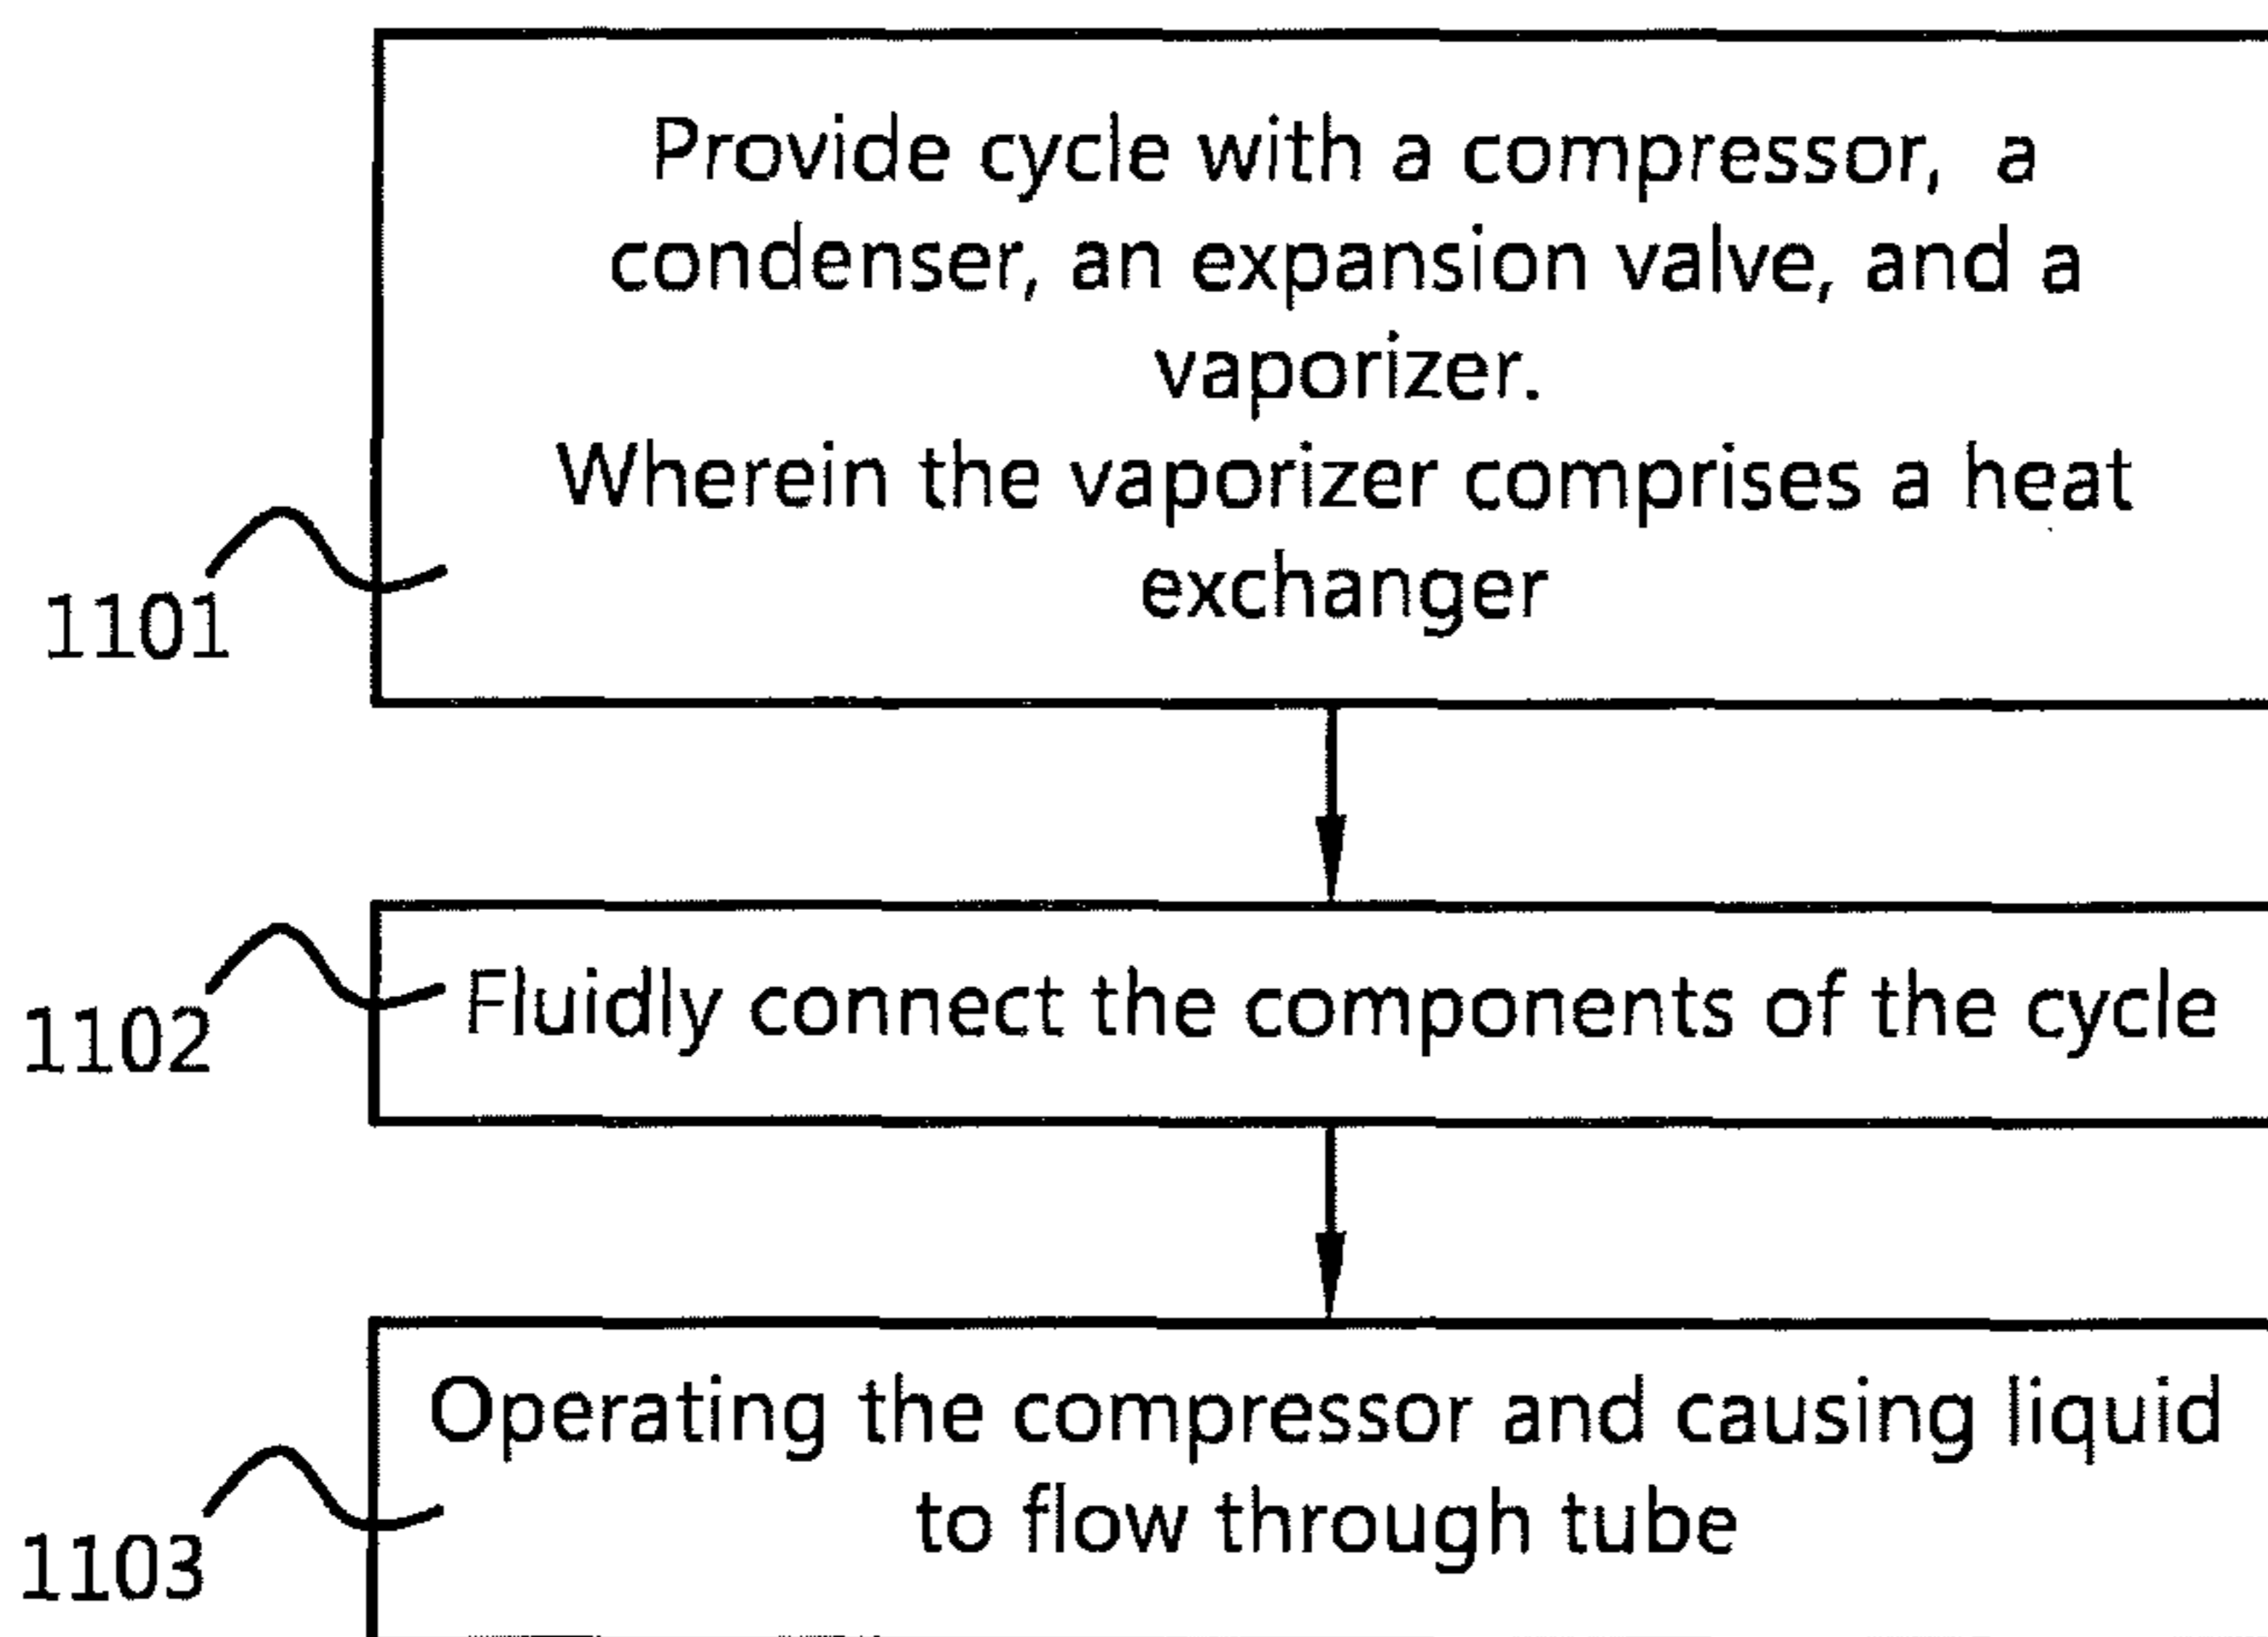 Provide cycle with a compressor, a
condenser, an expansion valve, and a
vaporizer.
Wherein the vaporizer comprises a heat
exchanger
1101
Fluidly connect the components of the cycle
1102
Operating the compressor and causing liquid
to flow through tube
1103